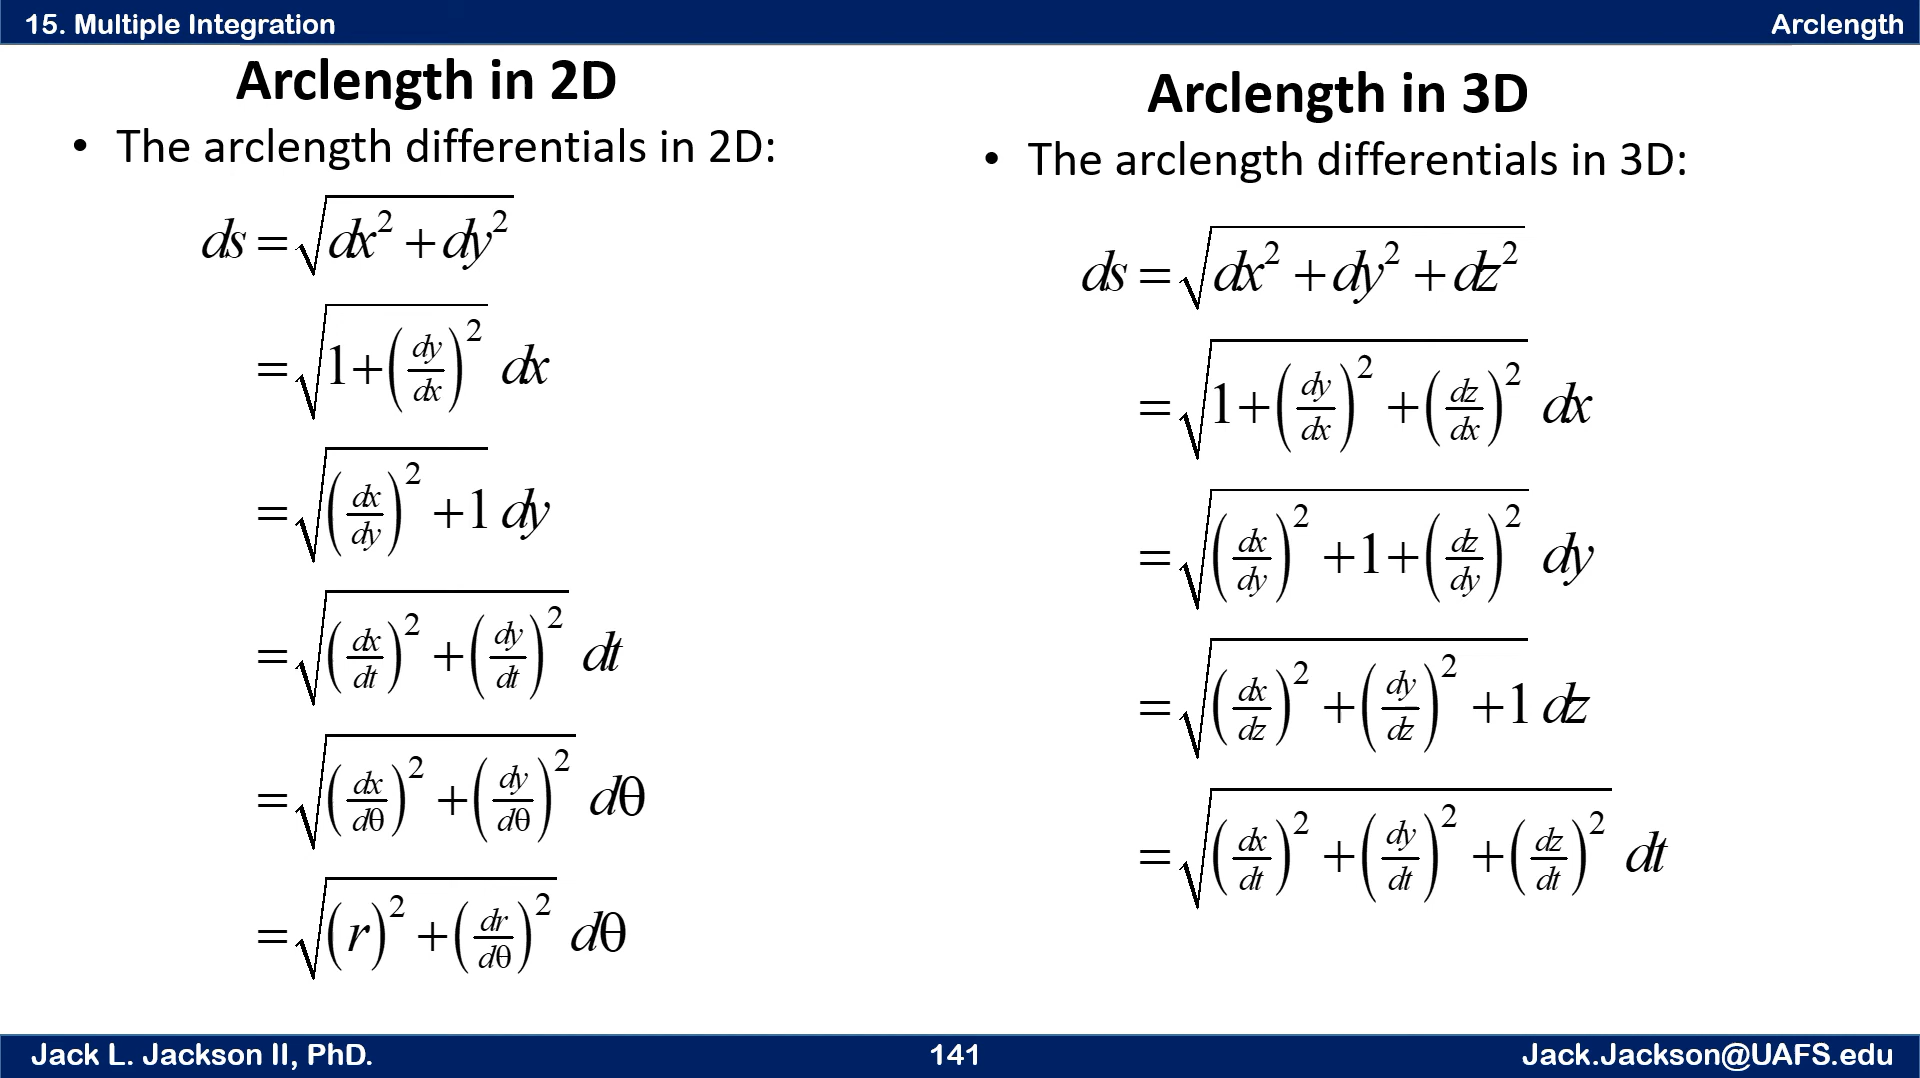 15. Multiple Integration
Arclength
Arclength in 2D
• The arclength differentials in 2D:
ds = √(dx² + dy²)
= √(1 + (dy/dx)²) dx
= √((dx/dy)² + 1) dy
= √((dx/dt)² + (dy/dt)²) dt
= √((dx/dθ)² + (dy/dθ)²) dθ
= √((r)² + (dr/dθ)²) dθ
Arclength in 3D
• The arclength differentials in 3D:
ds = √(dx² + dy² + dz²)
= √(1 + (dy/dx)² + (dz/dx)²) dx
= √((dx/dy)² + 1 + (dz/dy)²) dy
= √((dx/dz)² + (dy/dz)² + 1) dz
= √((dx/dt)² + (dy/dt)² + (dz/dt)²) dt
Jack L. Jackson II, PhD.
141
Jack.Jackson@UAFS.edu